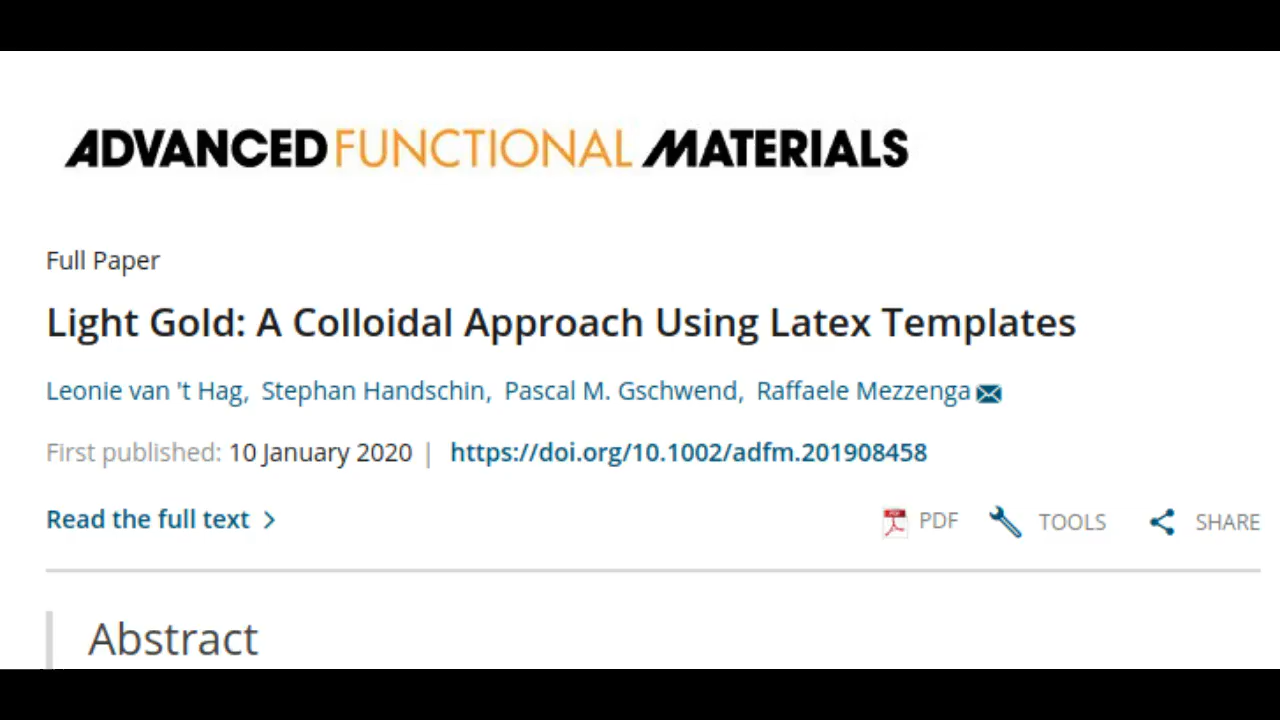 ADVANCED FUNCTIONAL MATERIALS
Full Paper
Light Gold: A Colloidal Approach Using Latex Templates
Leonie van 't Hag, Stephan Handschin, Pascal M. Gschwend, Raffaele Mezzenga
First published: 10 January 2020 | https://doi.org/10.1002/adfm.201908458
Read the full text > PDF PDF TOOLS SHARE
Abstract